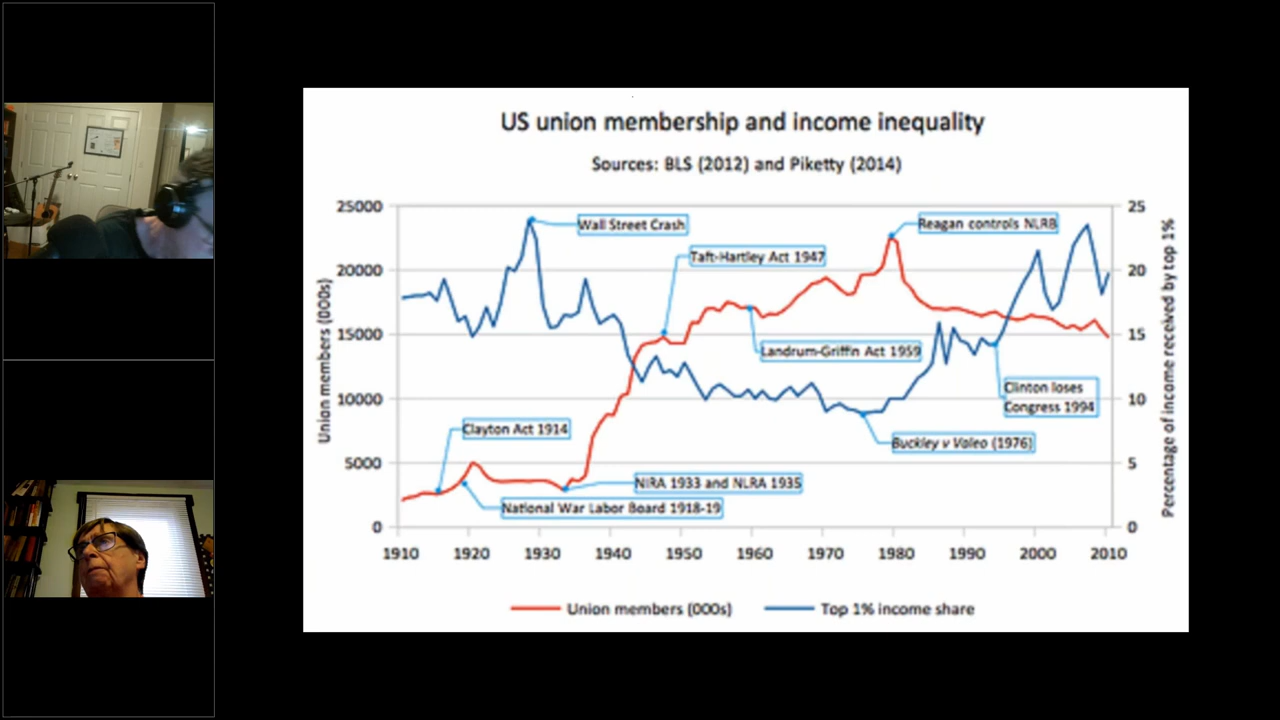 US union membership and income inequality
Sources: BLS (2012) and Piketty (2014)
25000
20000
15000
10000
5000
0
Union members (000s)
Wall Street Crash
Taft-Hartley Act 1947
Reagan controls NLRB
Landrum-Griffin Act 1959
Clinton loses
Congress 1994
Clayton Act 1914
Buckley v Valeo (1976)
NIRA 1933 and NLRA 1935
National War Labor Board 1918-19
25
20
15
10
5
0
Percentage of income received by top 1%
1910 1920 1930 1940 1950 1960 1970 1980 1990 2000 2010
Union members (000s) Top 1% income share